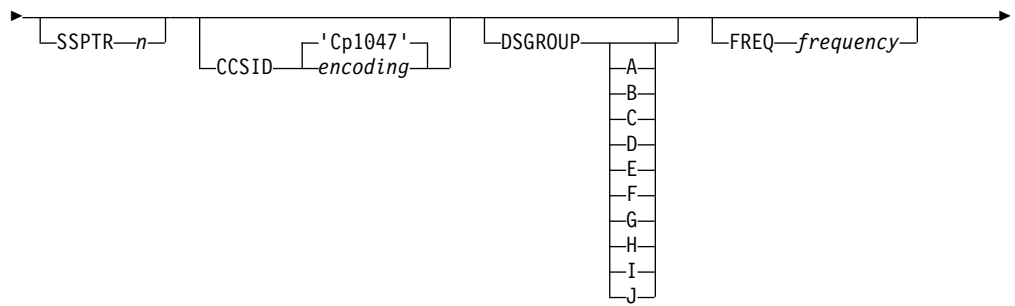 SSPTR n
CCSID 'Cp1047' encoding
DSGROUP
A
B
C
D
E
F
G
H
I
J
FREQ frequency